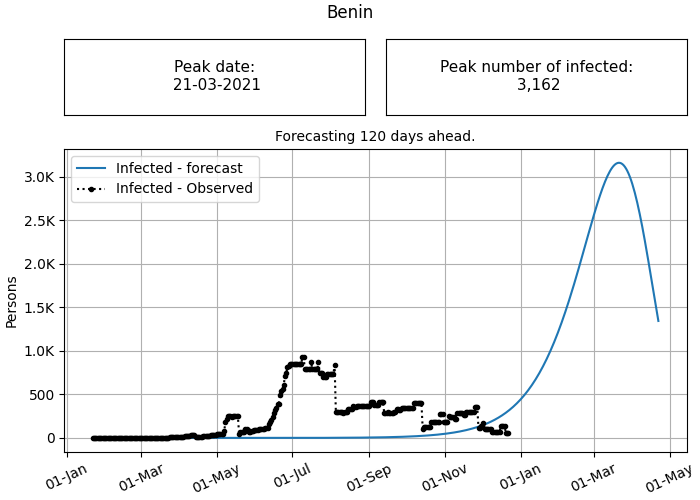 Benin
Peak date:
21-03-2021
Peak number of infected:
3,162
Forecasting 120 days ahead.
Infected - forecast
Infected - Observed
3.0K
2.5K
2.0K
1.5K
1.0K
500
0
Persons
01-Jan
01-Mar
01-May
01-Jul
01-Sep
01-Nov
01-Jan
01-Mar
01-May